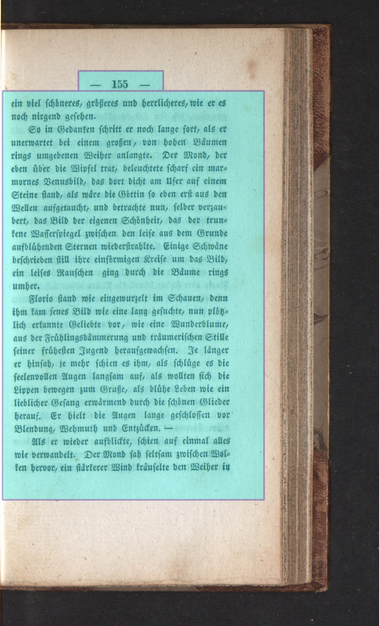 — 155 —
ein viel schöneres, größeres und herrlicheres, wie er es
noch nirgend gesehen.
So in Gedanken schritt er noch lange fort, als er
unerwartet bei einem großen, von hohen Bäumen
rings umgebenen Weiher anlangte. Der Mond, der
eben über die Wipfel trat, beleuchtete scharf ein mar-
mornes Venusbild, das dort dicht am Ufer auf einem
Steine stand, als wäre die Göttin so eben erst aus den
Wellen aufgetaucht, und betrachte nun, selber verzau-
bert, das Bild der eigenen Schönheit, das der trun-
kene Wasserspiegel zwischen den leise aus dem Grunde
aufblühenden Sternen wiederstrahlte. Einige Schwäne
beschrieben still ihre einförmigen Kreise um das Bild,
ein leises Rauschen ging durch die Bäume rings
umher.
Florio stand wie eingewurzelt im Schauen, denn
ihm kam jenes Bild wie eine lang gesuchte, nun plötz-
lich erkannte Geliebte vor, wie eine Wunderblume,
aus der Frühlingsdämmerung und träumerischen Stille
seiner frühesten Jugend heraufgewachsen. Je länger
er hinsah, je mehr schien es ihm, als schlüge es die
seelenvollen Augen langsam auf, als wollten sich die
Lippen bewegen zum Gruße, als blühe Leben wie ein
lieblicher Gesang erwärmend durch die schönen Glieder
herauf. Er hielt die Augen lange geschlossen vor
Blendung, Wehmuth und Entzücken. —
Als er wieder aufblickte, schien auf einmal alles
wie verwandelt. Der Mond sah seltsam zwischen Wol-
ken hervor, ein stärkerer Wind kräuselte den Weiher in